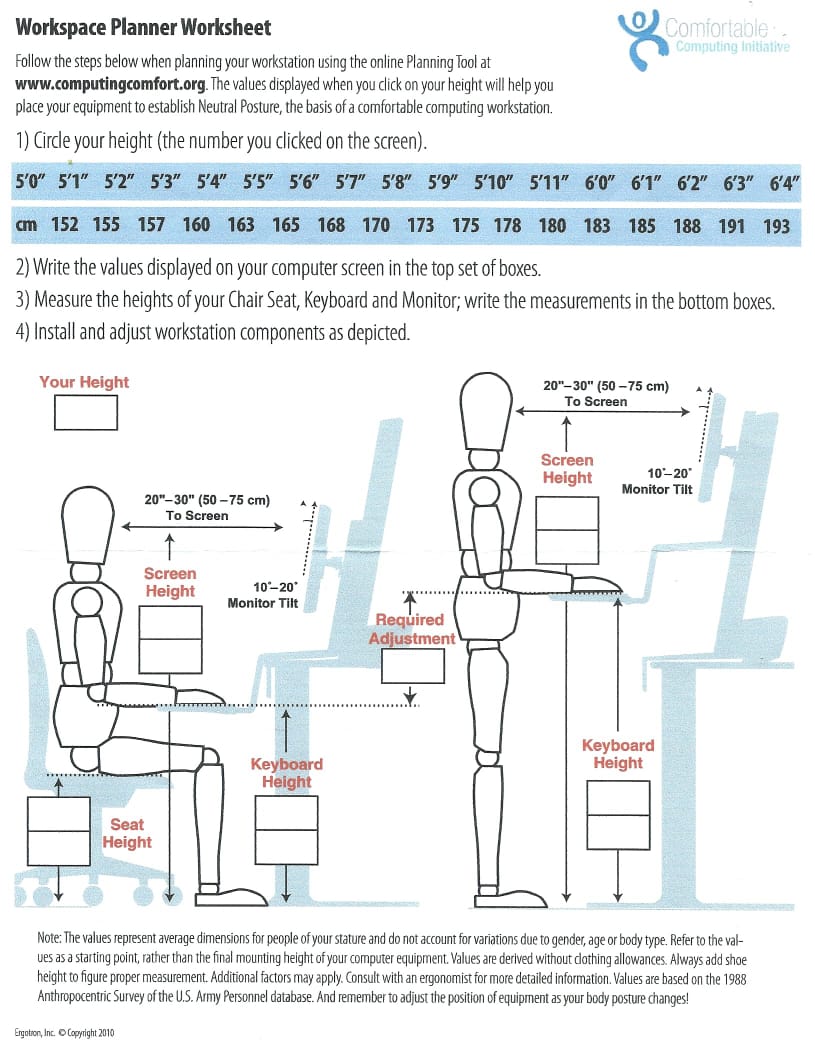 Workspace Planner Worksheet
Comfortable
Computing Initiative
Follow the steps below when planning your workstation using the online Planning Tool at
www.computingcomfort.org. The values displayed when you click on your height will help you
place your equipment to establish Neutral Posture, the basis of a comfortable computing workstation.
1) Circle your height (the number you clicked on the screen).
5'0" 5'1" 5'2" 5'3" 5'4" 5'5" 5'6" 5'7" 5'8" 5'9" 5'10" 5'11" 6'0" 6'1" 6'2" 6'3" 6'4"
cm 152 155 157 160 163 165 168 170 173 175 178 180 183 185 188 191 193
2) Write the values displayed on your computer screen in the top set of boxes.
3) Measure the heights of your Chair Seat, Keyboard and Monitor; write the measurements in the bottom boxes.
4) Install and adjust workstation components as depicted.
Your Height
20"–30" (50 –75 cm)
To Screen
Screen
Height
10°–20°
Monitor Tilt
Keyboard
Height
Seat
Height
Required
Adjustment
20"–30" (50 –75 cm)
To Screen
Screen
Height
10°–20°
Monitor Tilt
Keyboard
Height
Note: The values represent average dimensions for people of your stature and do not account for variations due to gender, age or body type. Refer to the val-
ues as a starting point, rather than the final mounting height of your computer equipment. Values are derived without clothing allowances. Always add shoe
height to figure proper measurement. Additional factors may apply. Consult with an ergonomist for more detailed information. Values are based on the 1988
Anthropocentric Survey of the U.S. Army Personnel database. And remember to adjust the position of equipment as your body posture changes!
Ergotron, Inc. © Copyright 2010